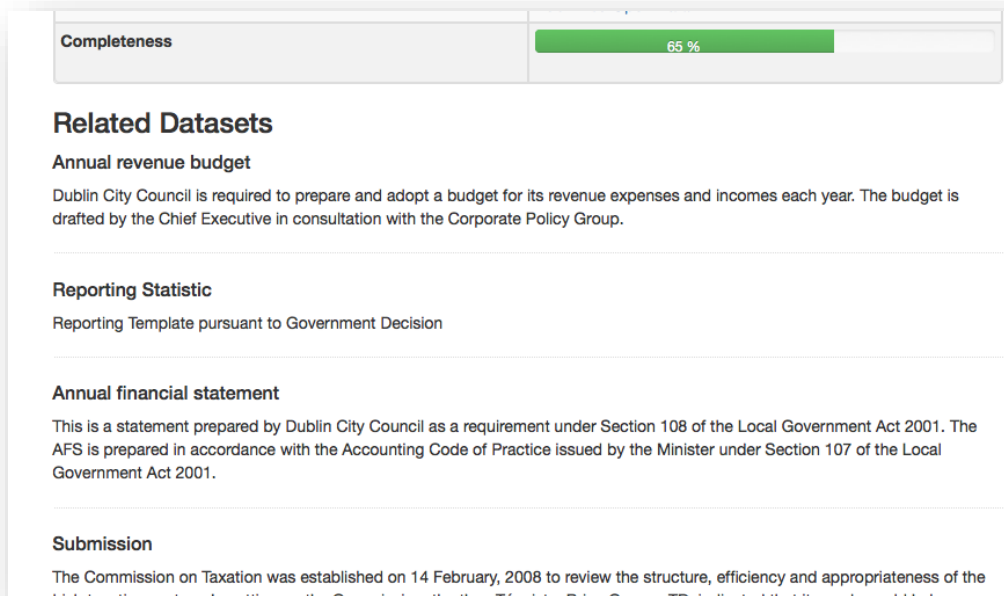 Completeness
65 %
Related Datasets
Annual revenue budget
Dublin City Council is required to prepare and adopt a budget for its revenue expenses and incomes each year. The budget is
drafted by the Chief Executive in consultation with the Corporate Policy Group.
Reporting Statistic
Reporting Template pursuant to Government Decision
Annual financial statement
This is a statement prepared by Dublin City Council as a requirement under Section 108 of the Local Government Act 2001. The
AFS is prepared in accordance with the Accounting Code of Practice issued by the Minister under Section 107 of the Local
Government Act 2001.
Submission
The Commission on Taxation was established on 14 February, 2008 to review the structure, efficiency and appropriateness of the